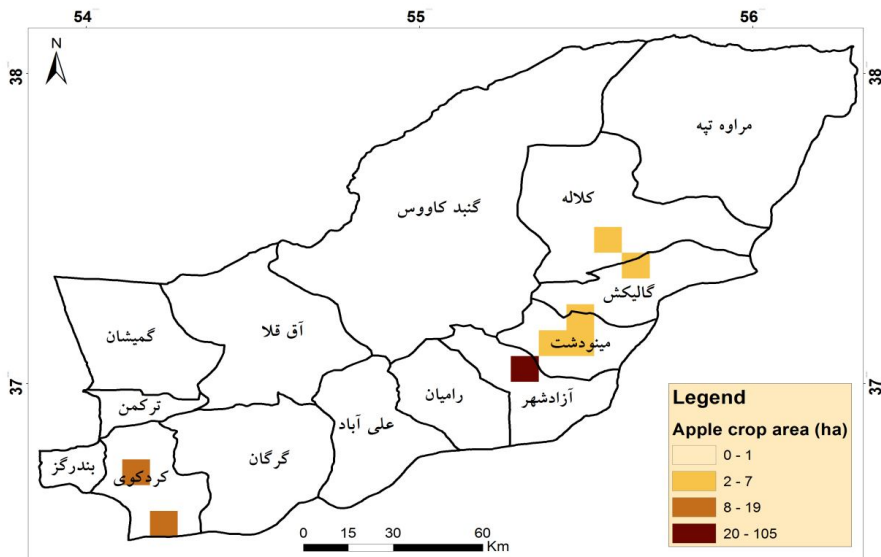 54 55 56
N
38 38
مراوه تپه
کلاله
گنبد کاووس
گالیکش
آق قلا
گمیشان
مینودشت
37 37
ترکمن
رامیان
آزادشهر
علی آباد
گرگان
بندرگز
کردکوی
Legend
Apple crop area (ha)
0 - 1
2 - 7
8 - 19
20 - 105
0 15 30 60
Km